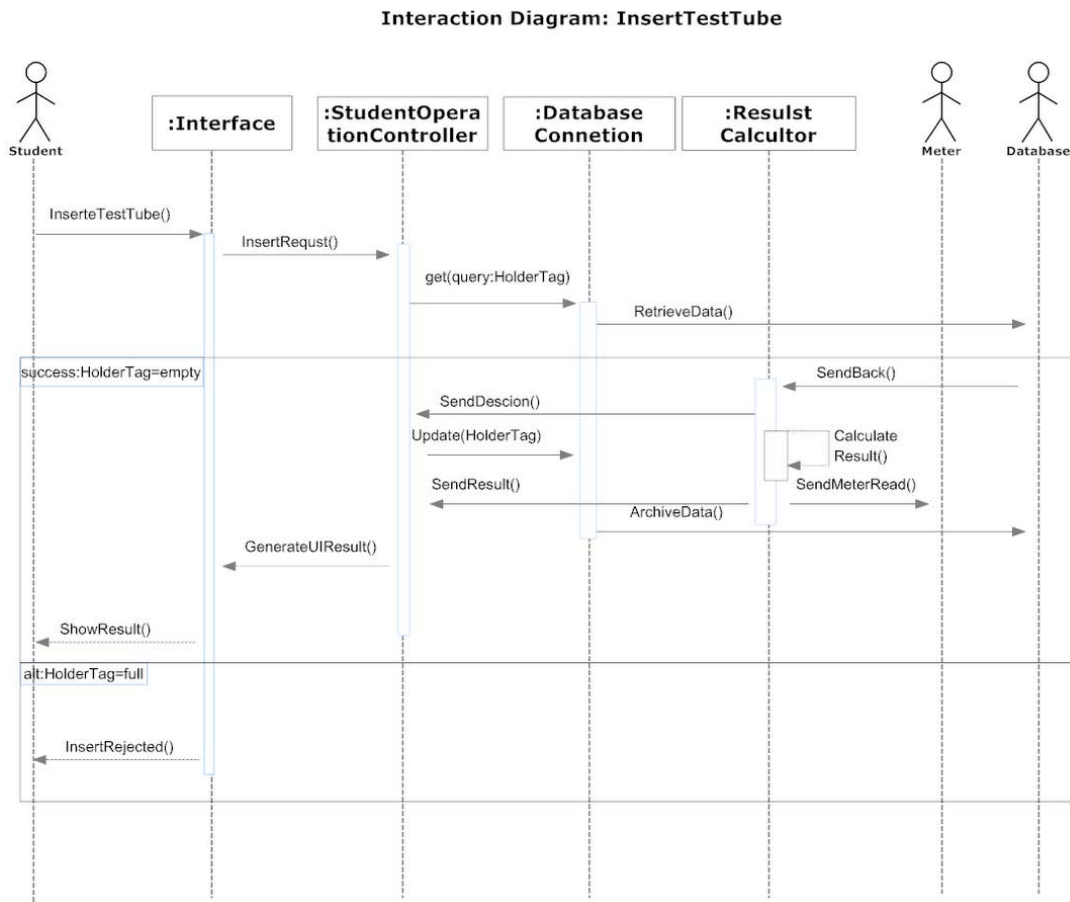 Interaction Diagram: InsertTestTube
:Interface
:StudentOpera
tionController
:Database
Connetion
:Resulst
Calcultor
Student
Meter
Database
InserteTestTube()
InsertRequst()
get(query:HolderTag)
RetrieveData()
success:HolderTag=empty
SendBack()
SendDescion()
Update(HolderTag)
Calculate
Result()
SendResult()
SendMeterRead()
ArchiveData()
GenerateUIResult()
ShowResult()
alt:HolderTag=full
InsertRejected()